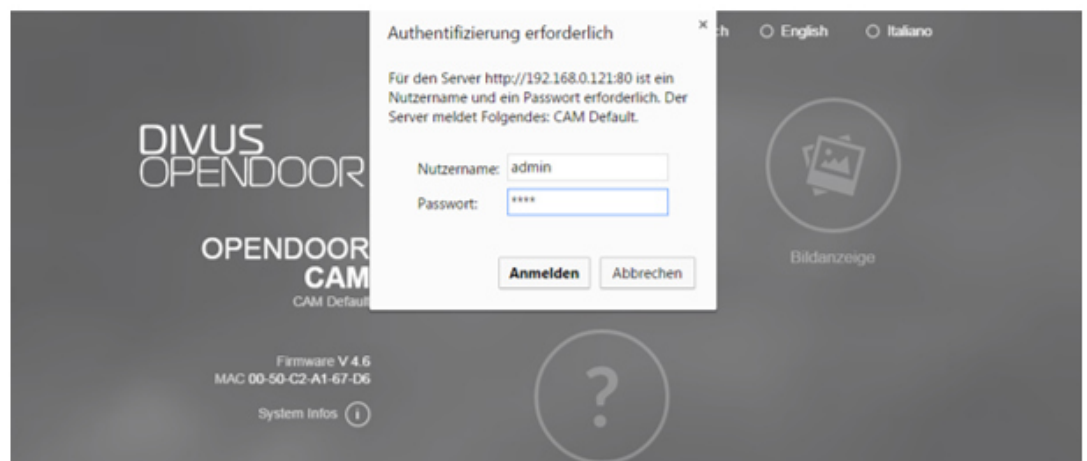 Authentifizierung erforderlich ×
ch English Italiano
Für den Server http://192.168.0.121:80 ist ein
Nutzername und ein Passwort erforderlich. Der
Server meldet Folgendes: CAM Default.
DIVUS
OPENDOOR
Nutzername: admin
Passwort: ****
Anmelden Abbrechen
OPENDOOR
CAM
CAM Default
Bildanzeige
Firmware V 4.6
MAC 00-50-C2-A1-67-D6
System Infos i
?